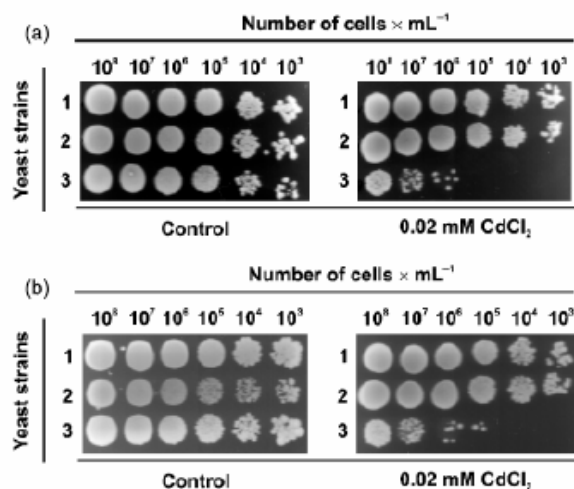 (a)
Number of cells × mL⁻¹
10⁸ 10⁷ 10⁶ 10⁵ 10⁴ 10³ 10⁸ 10⁷ 10⁶ 10⁵ 10⁴ 10³
Yeast strains
1 1
2 2
3 3
Control 0.02 mM CdCl₂
(b)
Number of cells × mL⁻¹
10⁸ 10⁷ 10⁶ 10⁵ 10⁴ 10³ 10⁸ 10⁷ 10⁶ 10⁵ 10⁴ 10³
Yeast strains
1 1
2 2
3 3
Control 0.02 mM CdCl₂